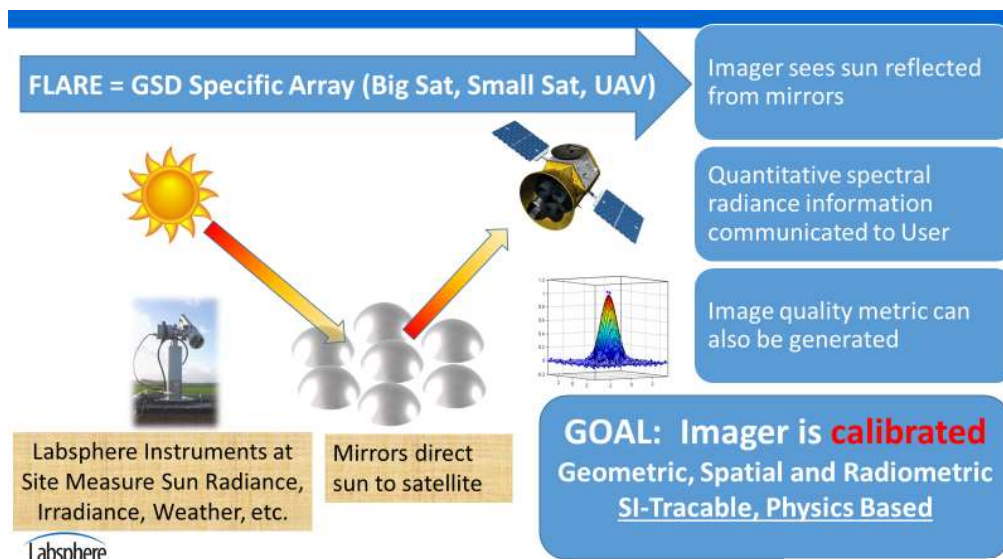 FLARE = GSD Specific Array (Big Sat, Small Sat, UAV)
Imager sees sun reflected
from mirrors
Quantitative spectral
radiance information
communicated to User
Image quality metric can
also be generated
Labsphere Instruments at
Site Measure Sun Radiance,
Irradiance, Weather, etc.
Mirrors direct
sun to satellite
GOAL: Imager is calibrated
Geometric, Spatial and Radiometric
SI-Tracable, Physics Based
Labsphere